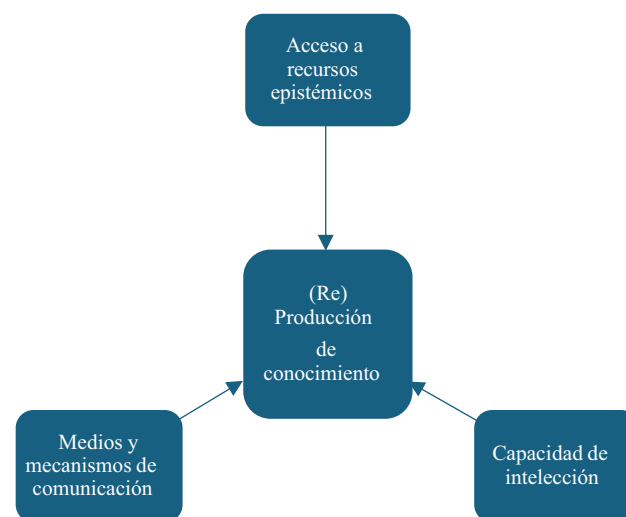 Acceso a
recursos
epistémicos
(Re)
Producción
de
conocimiento
Medios y
mecanismos de
comunicación
Capacidad de
intelección